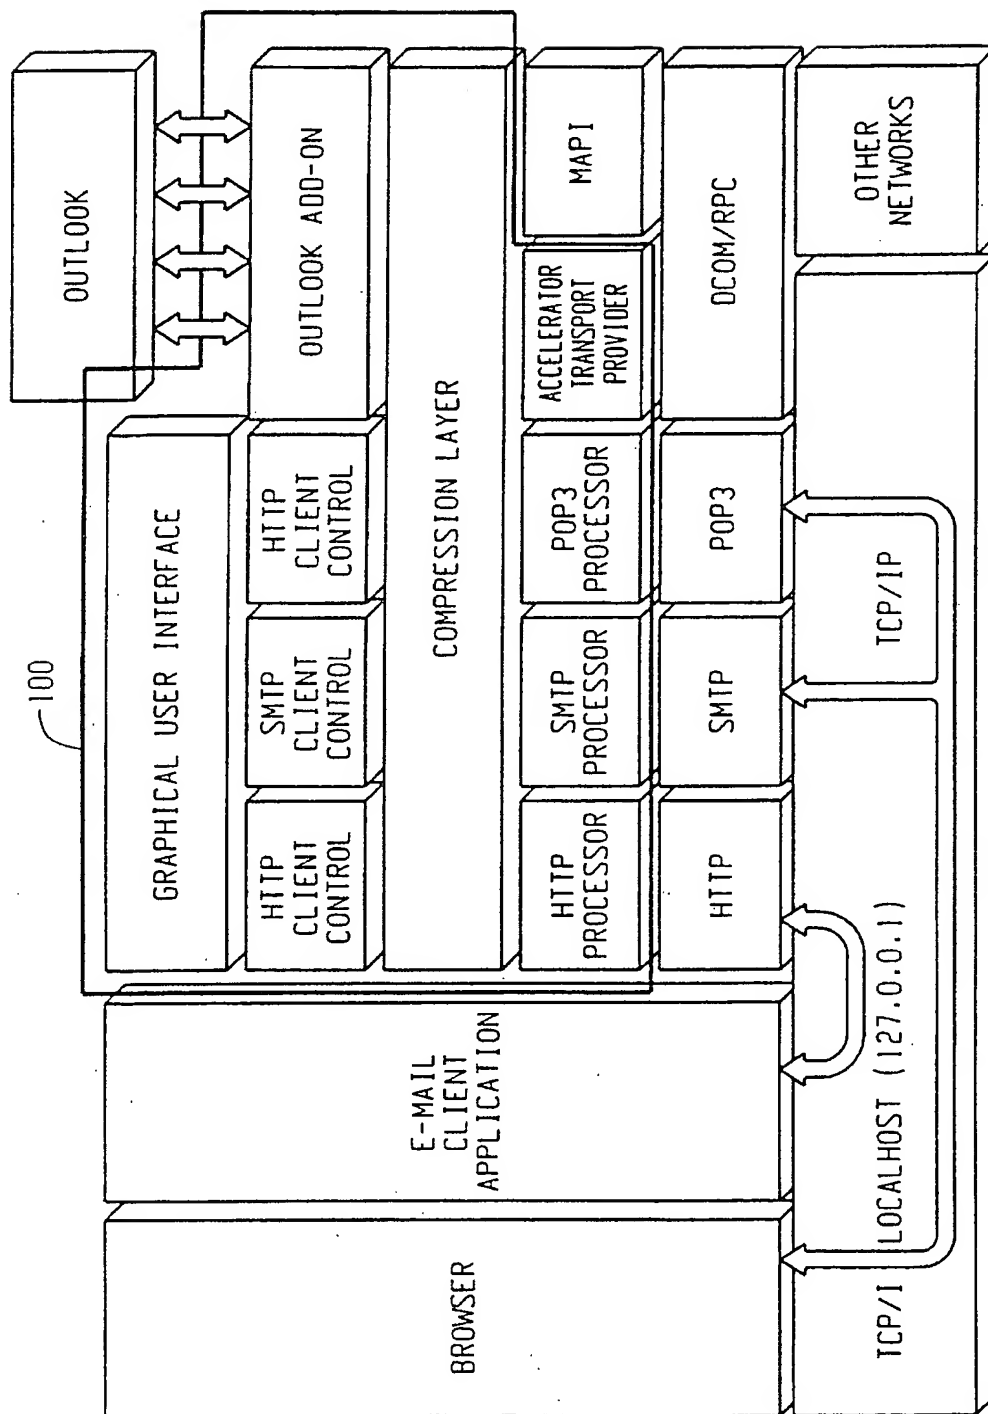 100
OUTLOOK
GRAPHICAL USER INTERFACE
HTTP
CLIENT
CONTROL
SMTP
CLIENT
CONTROL
HTTP
CLIENT
CONTROL
OUTLOOK ADD-ON
COMPRESSION LAYER
HTTP
PROCESSOR
SMTP
PROCESSOR
POP3
PROCESSOR
ACCELERATOR
TRANSPORT
PROVIDER
MAPI
HTTP
SMTP
POP3
DCOM/RPC
BROWSER
E-MAIL
CLIENT
APPLICATION
TCP/I LOCALHOST (127.0.0.1)
TCP/IP
OTHER
NETWORKS